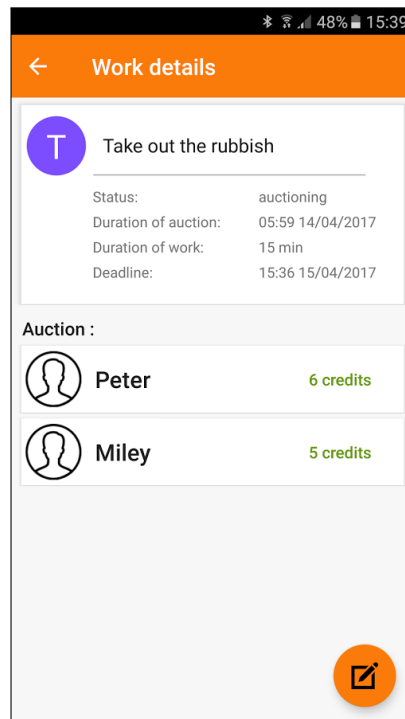 48% 15:39
Work details
T
Take out the rubbish
Status: auctioning
Duration of auction: 05:59 14/04/2017
Duration of work: 15 min
Deadline: 15:36 15/04/2017
Auction :
Peter 6 credits
Miley 5 credits